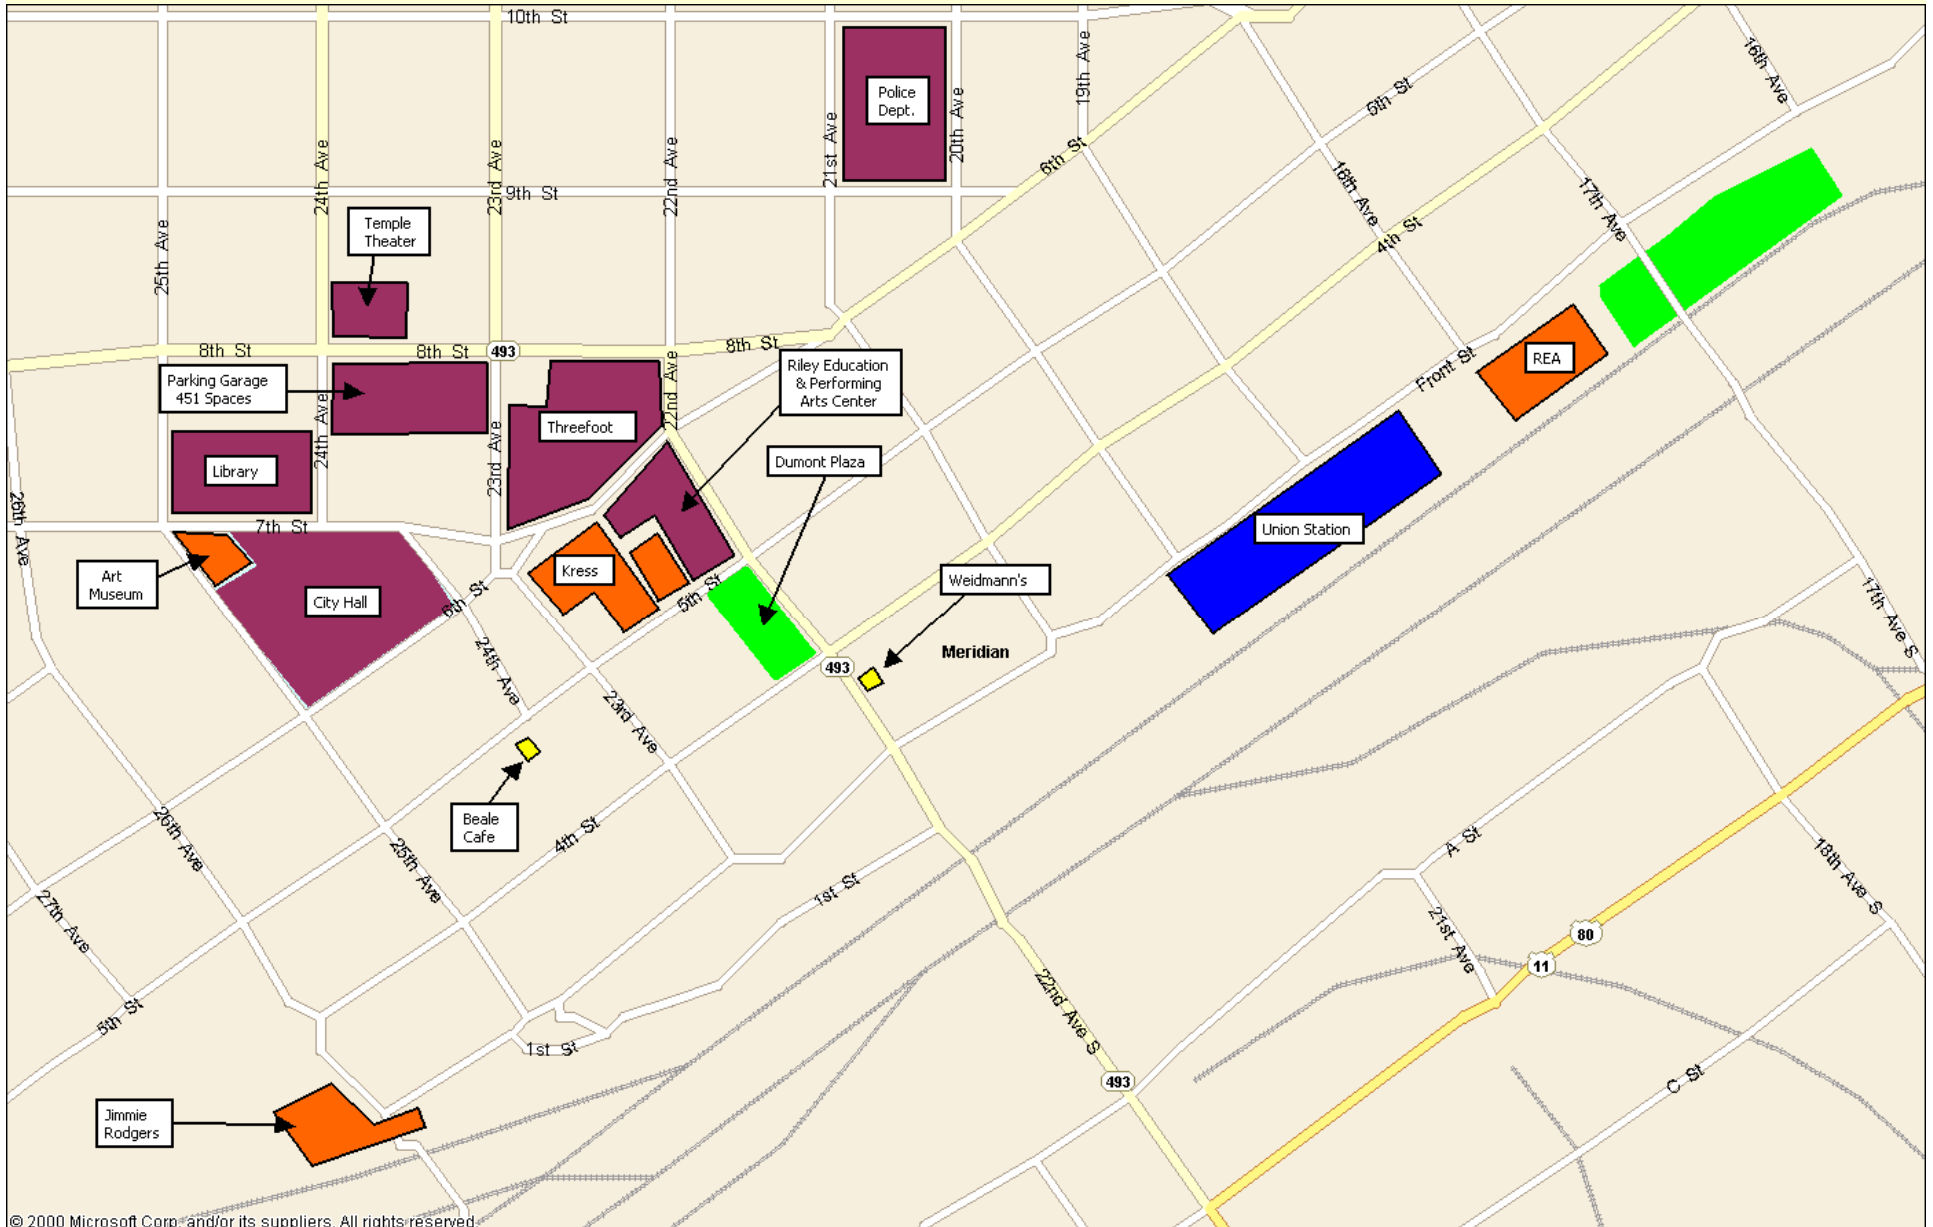 10th St
19th Ave
16th Ave
Police
Dept.
5th St
24th Ave
23rd Ave
22nd Ave
21st Ave
20th Ave
6th St
9th St
16th Ave
17th Ave
25th Ave
Temple
Theater
4th St
8th St
8th St
493
8th St
22nd Ave
Riley Education
& Performing
Arts Center
REA
Front St
Parking Garage
451 Spaces
24th Ave
23rd Ave
Threefoot
Dumont Plaza
Library
26th Ave
7th St
Union Station
Art
Museum
City Hall
Kress
6th St
5th St
Weidmann's
17th Ave S
24th Ave
Meridian
493
23rd Ave
Beale
Cafe
4th St
26th Ave
25th Ave
A St
18th Ave S
1st St
27th Ave
21st Ave
80
11
22nd Ave S
5th St
1st St
493
C St
Jimmie
Rodgers
© 2000 Microsoft Corp. and/or its suppliers. All rights reserved.